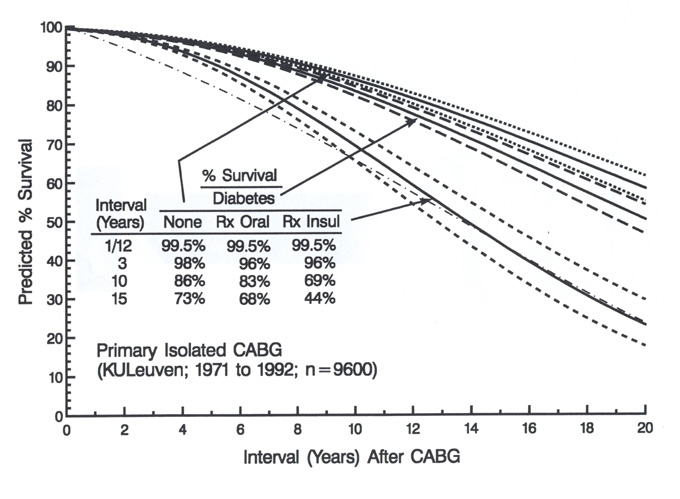 Predicted % Survival
100
90
80
70
60
50
40
30
20
10
0
% Survival
Diabetes
Interval
(Years) None Rx Oral Rx Insul
1/12 99.5% 99.5% 99.5%
3 98% 96% 96%
10 86% 83% 69%
15 73% 68% 44%
Primary Isolated CABG
(KULeuven; 1971 to 1992; n=9600)
0 2 4 6 8 10 12 14 16 18 20
Interval (Years) After CABG